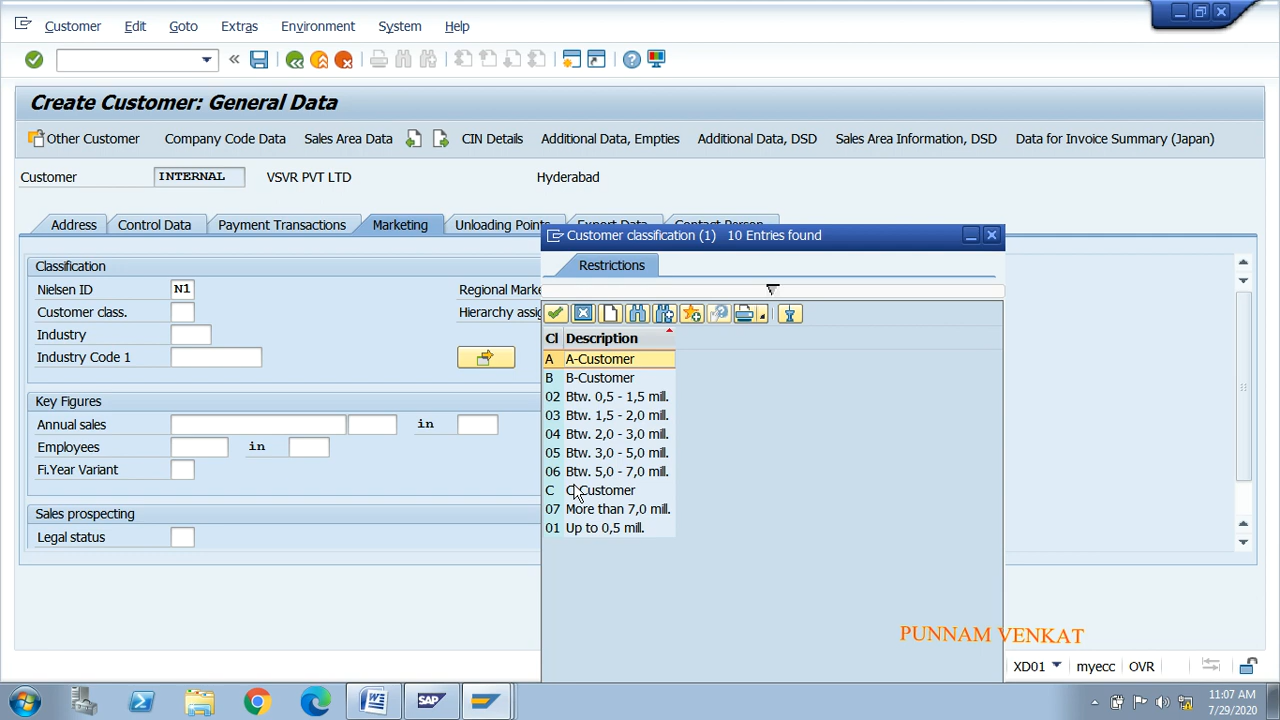 Customer Edit Goto Extras Environment System Help
Create Customer: General Data
Other Customer Company Code Data Sales Area Data CIN Details Additional Data, Empties Additional Data, DSD Sales Area Information, DSD Data for Invoice Summary (Japan)
Customer INTERNAL VSVR PVT LTD Hyderabad
Address Control Data Payment Transactions Marketing Unloading Points Export Data Contact Person
Classification
Nielsen ID N1 Regional Marke
Customer class. Hierarchy assig
Industry
Industry Code 1
Key Figures
Annual sales in
Employees in
Fi.Year Variant
Sales prospecting
Legal status
Customer classification (1) 10 Entries found
Restrictions
Cl Description
A A-Customer
B B-Customer
02 Btw. 0,5 - 1,5 mill.
03 Btw. 1,5 - 2,0 mill.
04 Btw. 2,0 - 3,0 mill.
05 Btw. 3,0 - 5,0 mill.
06 Btw. 5,0 - 7,0 mill.
C C-Customer
07 More than 7,0 mill.
01 Up to 0,5 mill.
PUNNAM VENKAT
XD01 myecc OVR
SAP
11:07 AM
7/29/2020